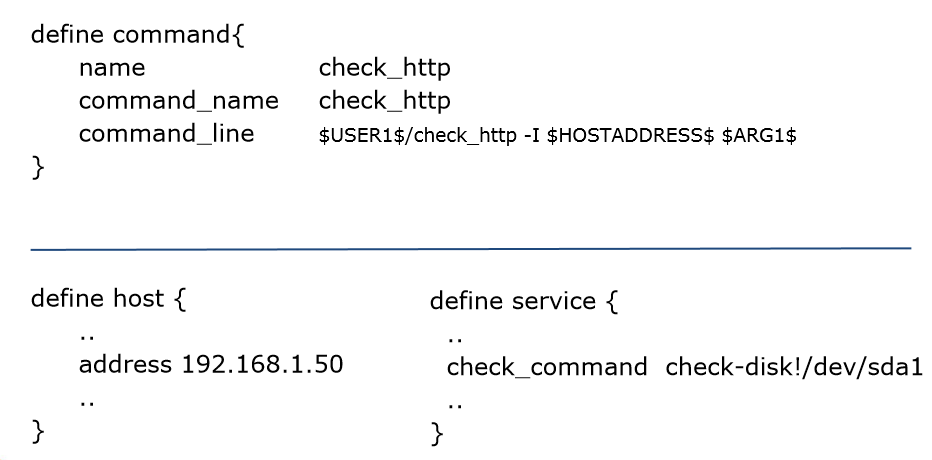 define command{
name check_http
command_name check_http
command_line $USER1$/check_http -I $HOSTADDRESS$ $ARG1$
}
define host {
..
address 192.168.1.50
..
}
define service {
..
check_command check-disk!/dev/sda1
..
}